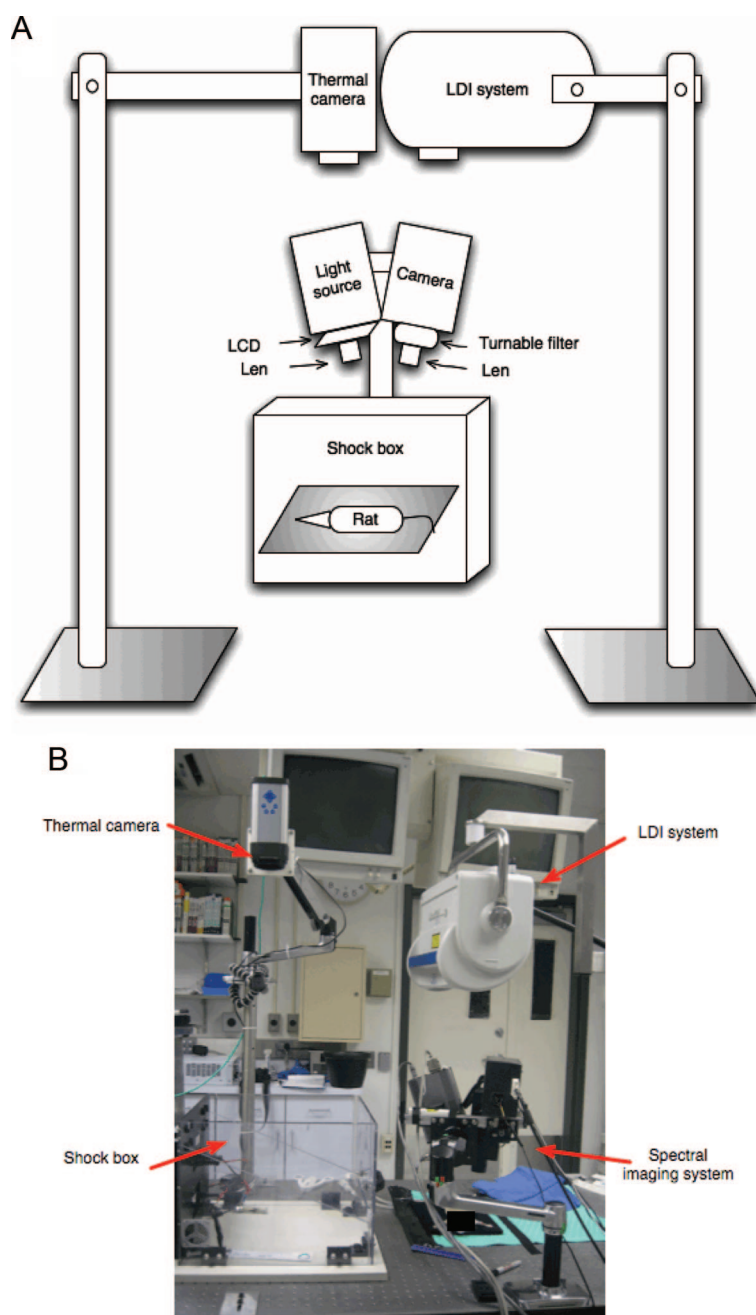 A
Thermal
camera
LDI system
Light
source
Camera
LCD
Turnable filter
Len
Len
Shock box
Rat
B
Thermal camera
LDI system
Shock box
Spectral
imaging system